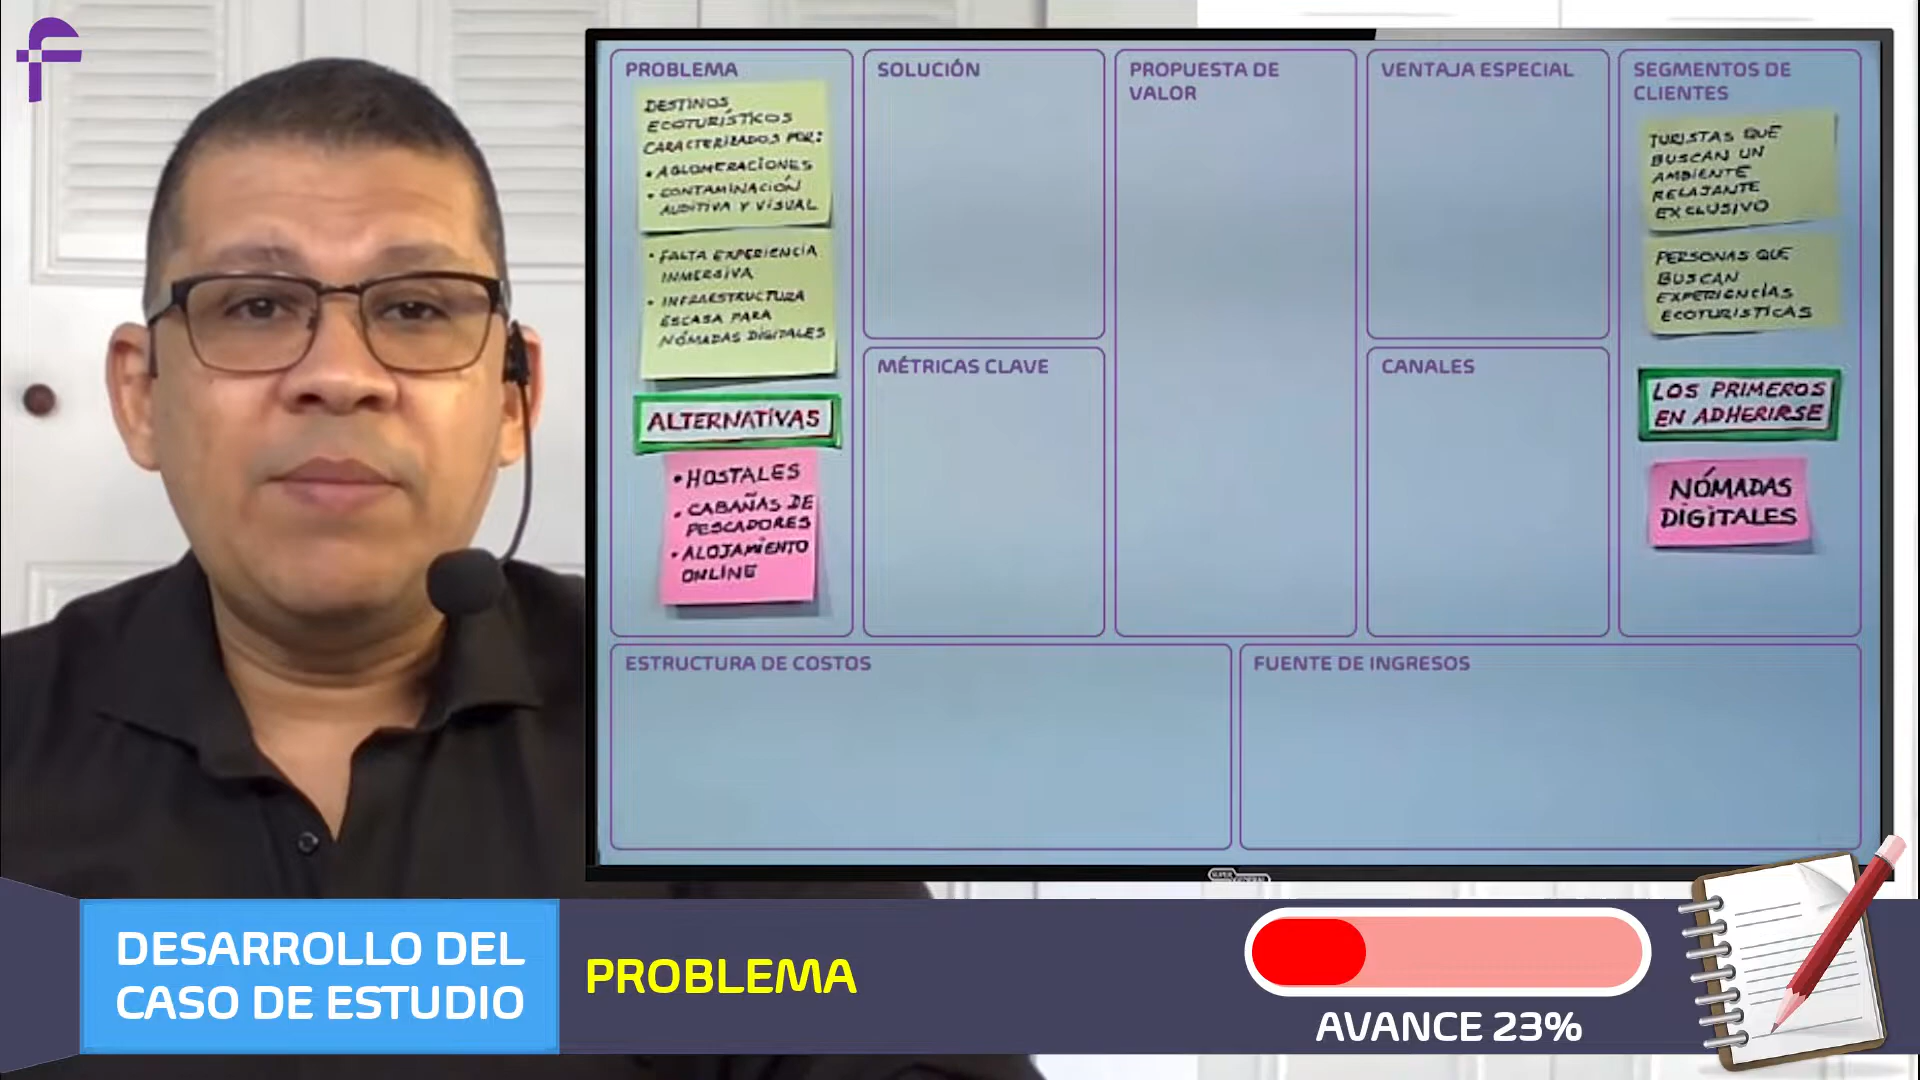 PROBLEMA
DESTINOS
ECOTURÍSTICOS
CARACTERIZADOS POR:
• AGLOMERACIONES
• CONTAMINACIÓN
AUDITIVA Y VISUAL
• FALTA EXPERIENCIA
INMERSIVA
• INFRAESTRUCTURA
ESCASA PARA
NÓMADAS DIGITALES
ALTERNATIVAS
• HOSTALES
• CABAÑAS DE
PESCADORES
• ALOJAMIENTO
ONLINE
SOLUCIÓN
MÉTRICAS CLAVE
PROPUESTA DE
VALOR
VENTAJA ESPECIAL
CANALES
SEGMENTOS DE
CLIENTES
TURISTAS QUE
BUSCAN UN
AMBIENTE
RELAJANTE
EXCLUSIVO
PERSONAS QUE
BUSCAN
EXPERIENCIAS
ECOTURISTICAS
LOS PRIMEROS
EN ADHERIRSE
NÓMADAS
DIGITALES
ESTRUCTURA DE COSTOS
FUENTE DE INGRESOS
DESARROLLO DEL
CASO DE ESTUDIO
PROBLEMA
AVANCE 23%